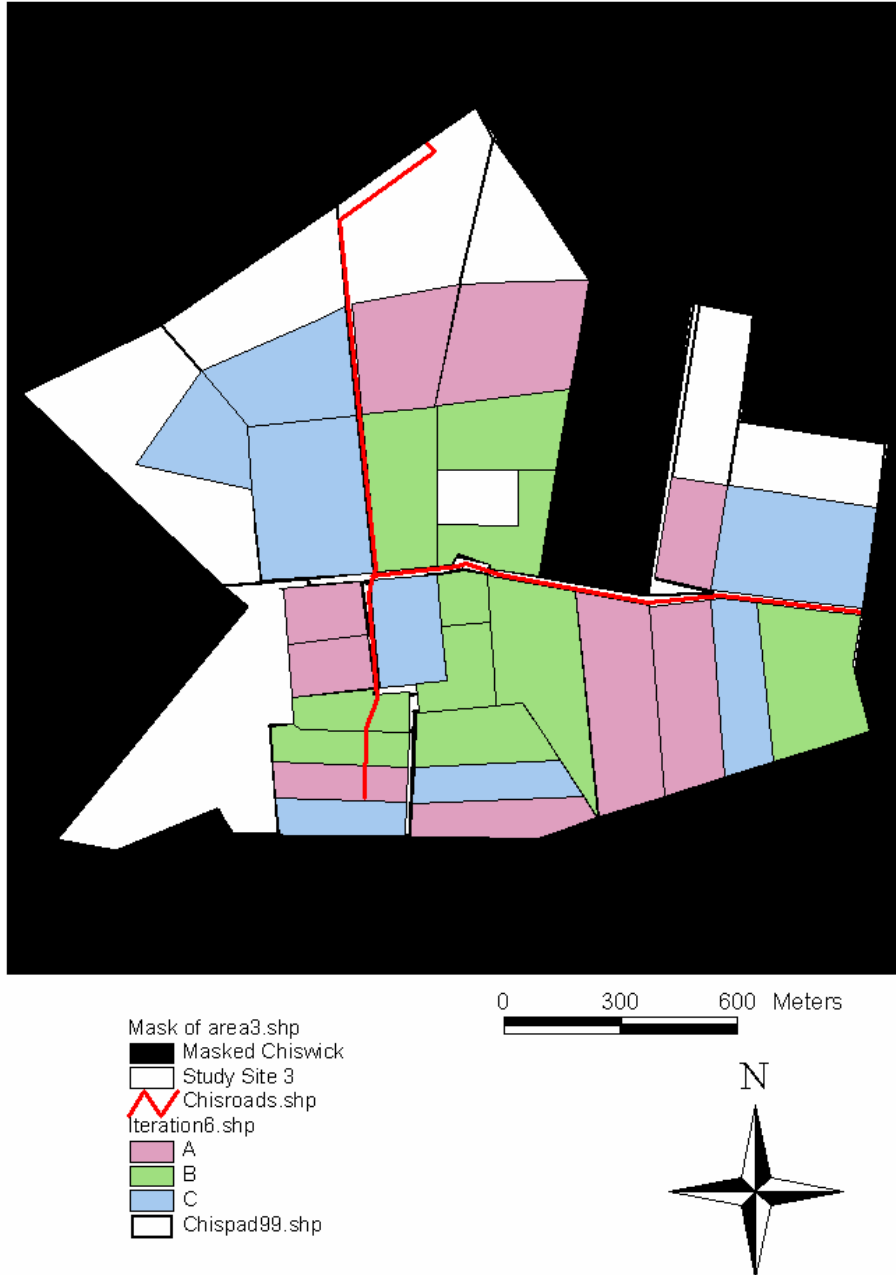 0 300 600 Meters
Mask of area3.shp
Masked Chiswick
Study Site 3
Chisroads.shp
Iteration6.shp
A
B
C
Chispad99.shp
N